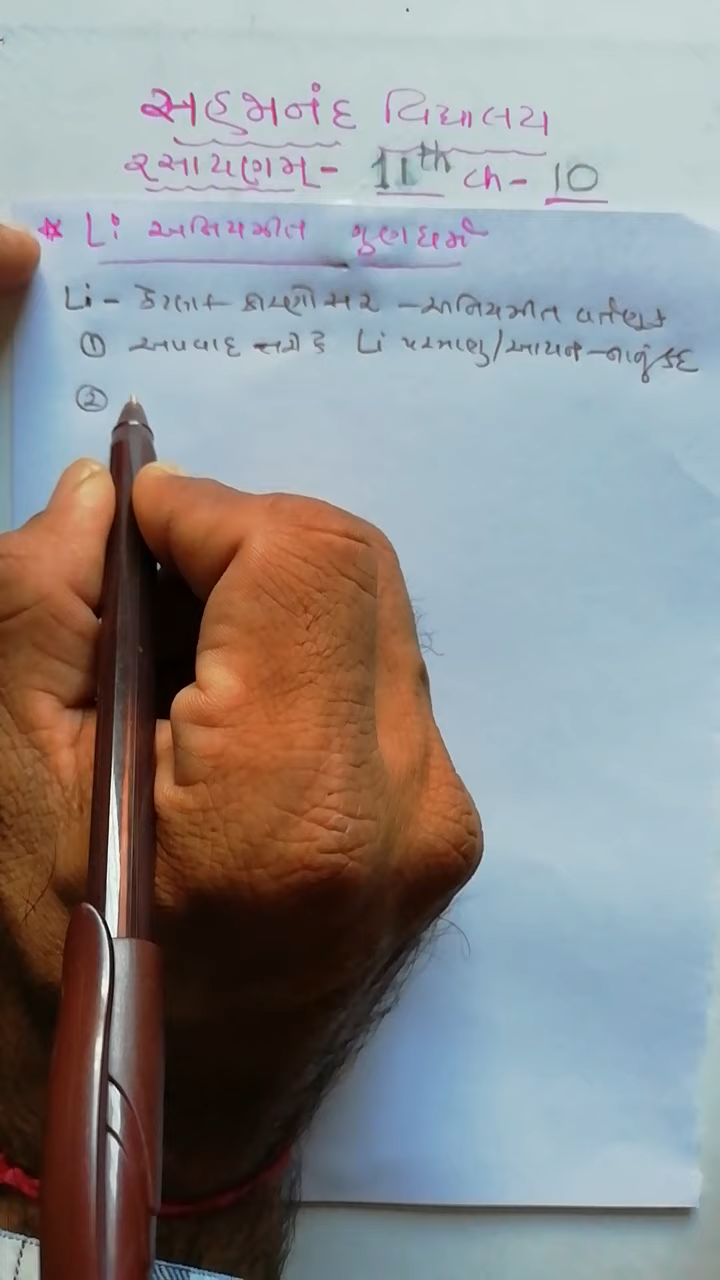 સહજાનંદ વિદ્યાલય
રસાયણમ્- 11th ch- 10
* Li અનિયમીત ગુણધર્મ
Li - કેટલાક કારણોસર - અનિયમીત વર્તણુક
① અપવાદ Li પરમાણુ/આયન - નાનું કદ
②